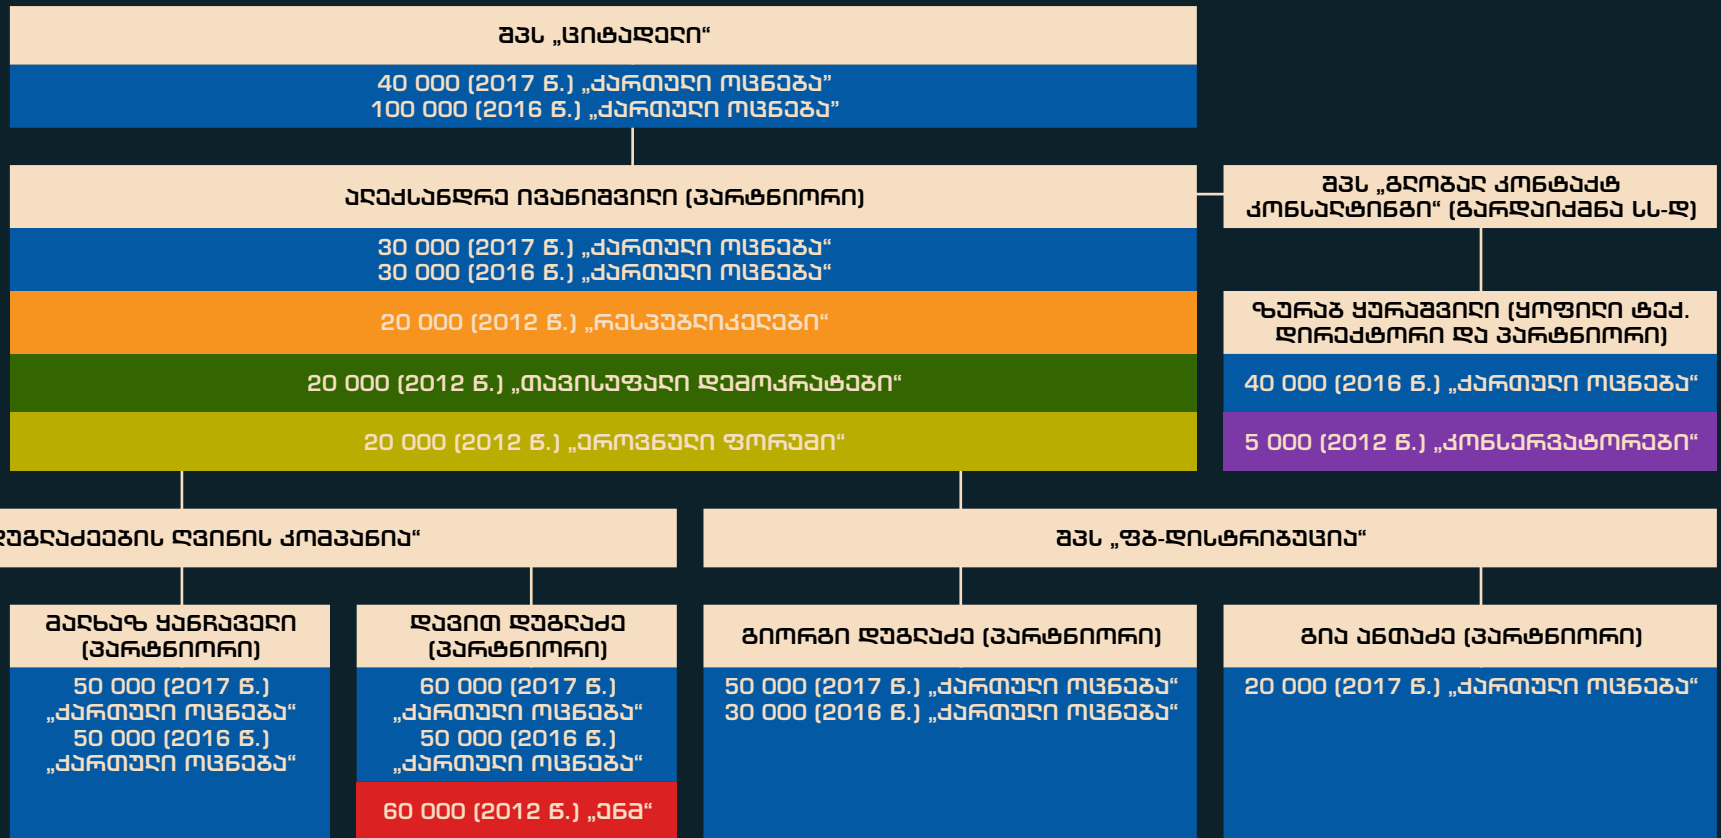 შპს „ციტადელი“
40 000 (2017 წ.) „ქართული ოცნება”
100 000 (2016 წ.) „ქართული ოცნება”
ალექსანდრე ივანიშვილი (პარტნიორი)
30 000 (2017 წ.) „ქართული ოცნება“
30 000 (2016 წ.) „ქართული ოცნება“
20 000 (2012 წ.) „რესპუბლიკელები“
20 000 (2012 წ.) „თავისუფალი დემოკრატები“
20 000 (2012 წ.) „ეროვნული ფორუმი“
შპს „გლობალ კონტაქტ
კონსალტინგი“ (გარდაიქმნა სს-დ)
ზურაბ ყურაშვილი (ყოფილი ტექ.
დირექტორი და პარტნიორი)
40 000 (2016 წ.) „ქართული ოცნება“
5 000 (2012 წ.) „კონსერვატორები“
დუგლაძეების ღვინის კომპანია“
შპს „ფბ-დისტრიბუცია“
მალხაზ ყანჩაველი
(პარტნიორი)
50 000 (2017 წ.)
„ქართული ოცნება“
50 000 (2016 წ.)
„ქართული ოცნება“
დავით დუგლაძე
(პარტნიორი)
60 000 (2017 წ.)
„ქართული ოცნება“
50 000 (2016 წ.)
„ქართული ოცნება“
60 000 (2012 წ.) „ენმ“
გიორგი დუგლაძე (პარტნიორი)
50 000 (2017 წ.) „ქართული ოცნება“
30 000 (2016 წ.) „ქართული ოცნება“
გია ანთაძე (პარტნიორი)
20 000 (2017 წ.) „ქართული ოცნება“